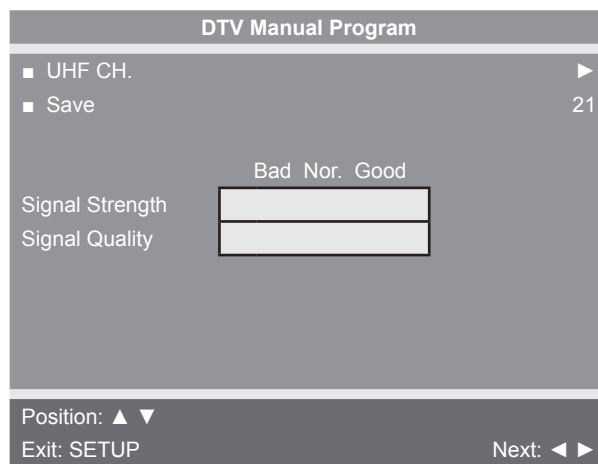 DTV Manual Program
■ UHF CH. ►
■ Save 21
Bad Nor. Good
Signal Strength
Signal Quality
Position: ▲ ▼
Exit: SETUP Next: ◄ ►